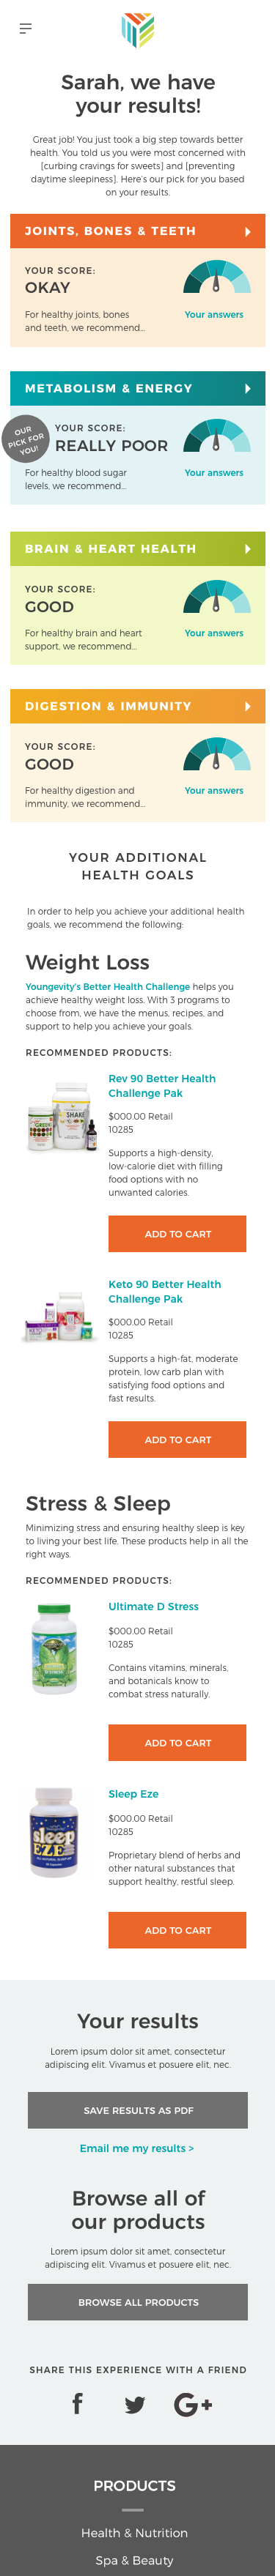 Sarah, we have
your results!
Great job! You just took a big step towards better
health. You told us you were most concerned with
[curbing cravings for sweets] and [preventing
daytime sleepiness]. Here's our pick for you based
on your results.
JOINTS, BONES & TEETH
YOUR SCORE:
OKAY
For healthy joints, bones
and teeth, we recommend...
Your answers
METABOLISM & ENERGY
OUR
PICK FOR
YOU!
YOUR SCORE:
REALLY POOR
For healthy blood sugar
levels, we recommend...
Your answers
BRAIN & HEART HEALTH
YOUR SCORE:
GOOD
For healthy brain and heart
support, we recommend...
Your answers
DIGESTION & IMMUNITY
YOUR SCORE:
GOOD
For healthy digestion and
immunity, we recommend...
Your answers
YOUR ADDITIONAL
HEALTH GOALS
In order to help you achieve your additional health
goals, we recommend the following:
Weight Loss
Youngevity's Better Health Challenge helps you
achieve healthy weight loss. With 3 programs to
choose from, we have the menus, recipes, and
support to help you achieve your goals.
RECOMMENDED PRODUCTS:
Rev 90 Better Health
Challenge Pak
$000.00 Retail
10285
Supports a high-density,
low-calorie diet with filling
food options with no
unwanted calories.
ADD TO CART
Keto 90 Better Health
Challenge Pak
$000.00 Retail
10285
Supports a high-fat, moderate
protein, low carb plan with
satisfying food options and
fast results.
ADD TO CART
Stress & Sleep
Minimizing stress and ensuring healthy sleep is key
to living your best life. These products help in all the
right ways.
RECOMMENDED PRODUCTS:
Ultimate D Stress
$000.00 Retail
10285
Contains vitamins, minerals,
and botanicals know to
combat stress naturally.
ADD TO CART
sleep
EZE
Sleep Eze
$000.00 Retail
10285
Proprietary blend of herbs and
other natural substances that
support healthy, restful sleep.
ADD TO CART
Your results
Lorem ipsum dolor sit amet, consectetur
adipiscing elit. Vivamus et posuere elit, nec.
SAVE RESULTS AS PDF
Email me my results >
Browse all of
our products
Lorem ipsum dolor sit amet, consectetur
adipiscing elit. Vivamus et posuere elit, nec.
BROWSE ALL PRODUCTS
SHARE THIS EXPERIENCE WITH A FRIEND
PRODUCTS
Health & Nutrition
Spa & Beauty